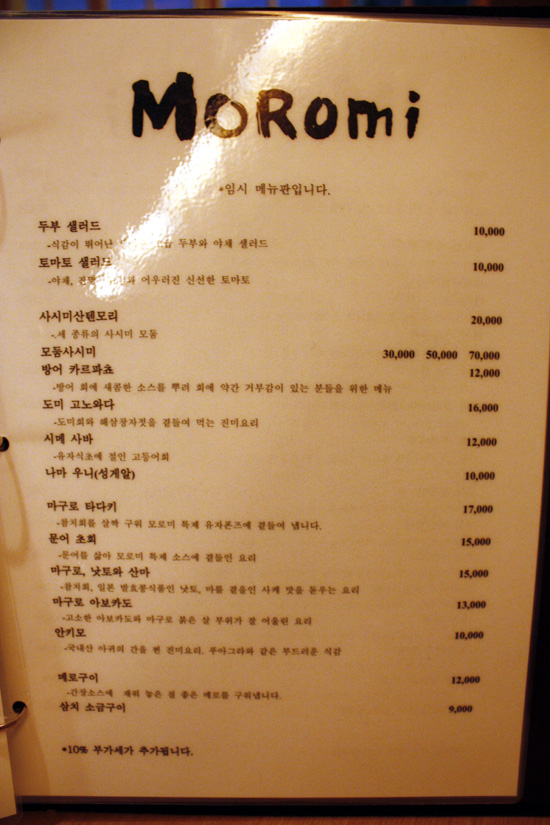 MOROMI
*임시 메뉴판입니다.
두부 샐러드 10,000
-식감이 뛰어난 두부와 야채 샐러드
토마토 샐러드 10,000
-야채, 어우러진 신선한 토마토
사시미산텐모리 20,000
-세 종류의 사시미 모듬
모둠사시미 30,000 50,000 70,000
방어 카르파쵸 12,000
-방어 회에 새콤한 소스를 뿌려 회에 약간 거부감이 있는 분들을 위한 메뉴
도미 고노와다 16,000
-도미회와 해삼창자젓을 곁들여 먹는 진미요리
시메 사바 12,000
-유자식초에 절인 고등어회
나마 우니(성게알) 10,000
마구로 타다키 17,000
-참치회를 살짝 구워 모로미 특제 유자폰즈에 곁들여 냅니다.
문어 초회 15,000
-문어를 삶아 모로미 특제 소스에 곁들인 요리
마구로, 낫토와 산마 15,000
-참치회, 일본 발효콩식품인 낫토, 마를 곁들인 사케 맛을 돋우는 요리
마구로 아보카도 13,000
-고소한 아보카도와 마구로 붉은 살 부위가 잘 어울린 요리
안키모 10,000
-국내산 아귀의 간을 찐 진미요리. 푸아그라와 같은 부드러운 식감
메로구이 12,000
-간장소스에 재워 놓은 질 좋은 메로를 구워냅니다.
삼치 소금구이 9,000
*10% 부가세가 추가됩니다.